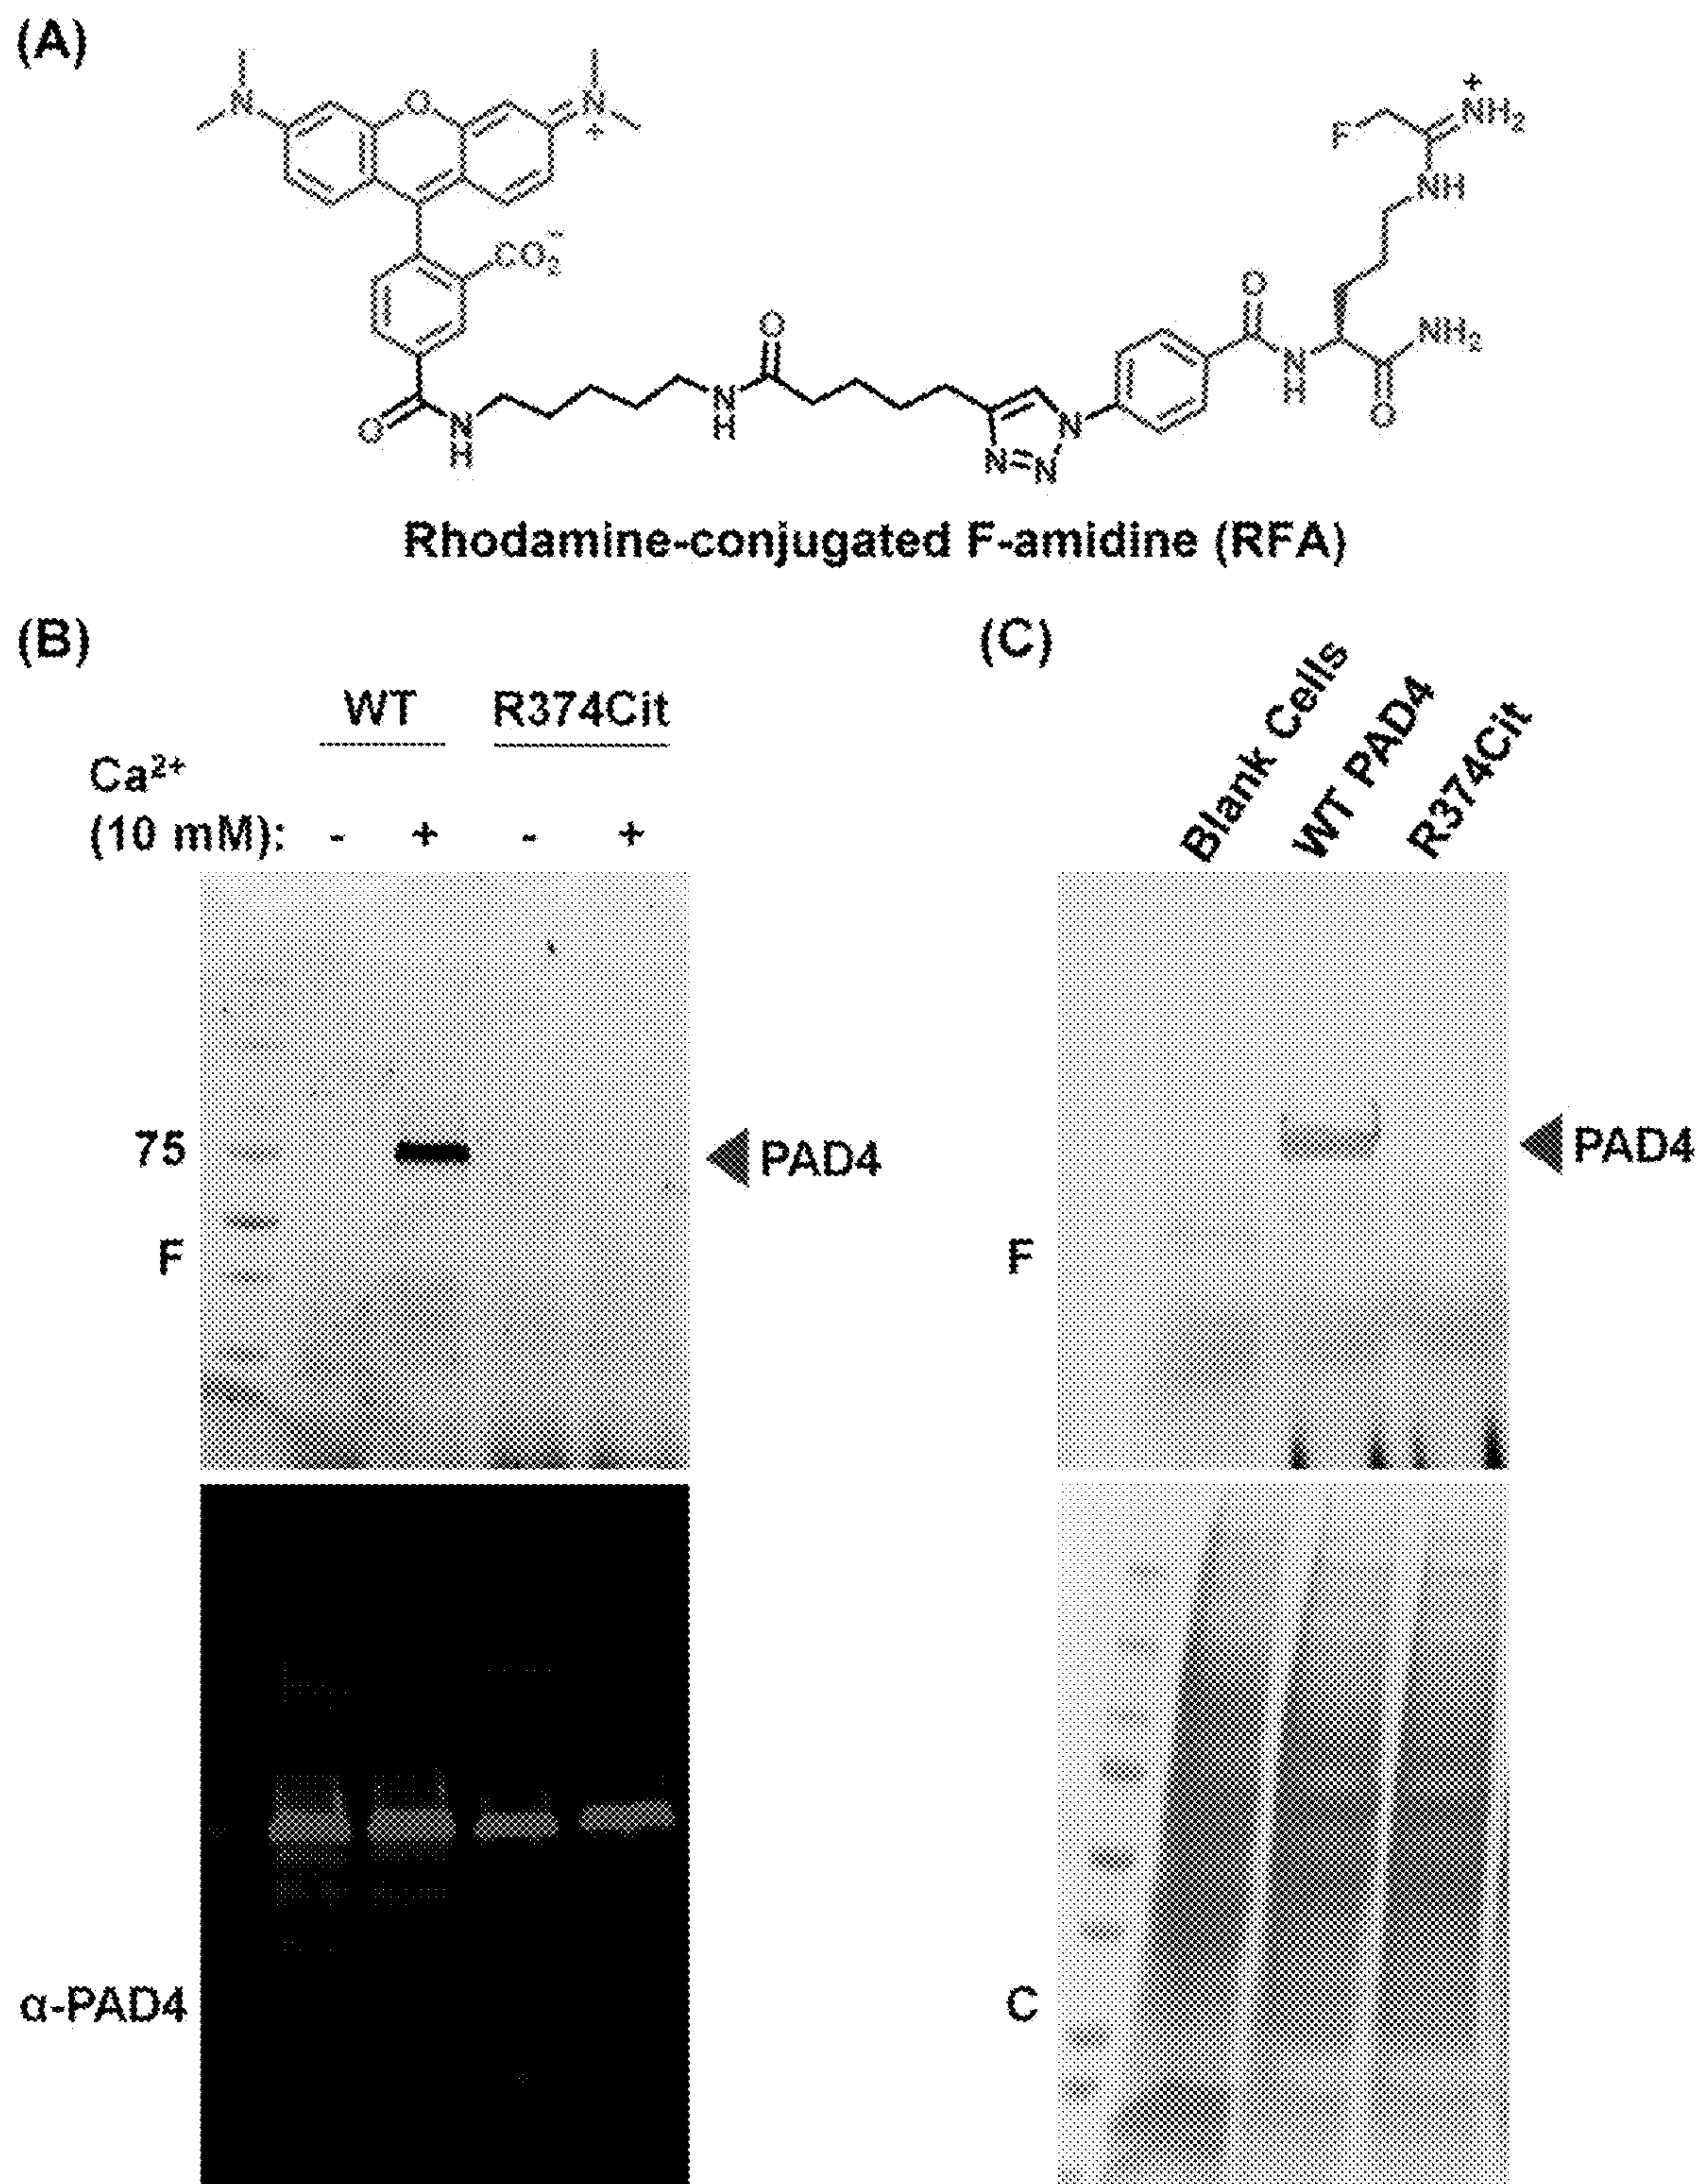 (A)
N O N
+
F
+
NH₂
NH
CO₂⁻
O
O
O
NH₂
N
H
N
H
N
N=N
N
H
O
Rhodamine-conjugated F-amidine (RFA)
(B)
WT R374Cit
Ca²⁺
(10 mM): - + - +
75
PAD4
F
α-PAD4
(C)
Blank Cells
WT PAD4
R374Cit
PAD4
F
C